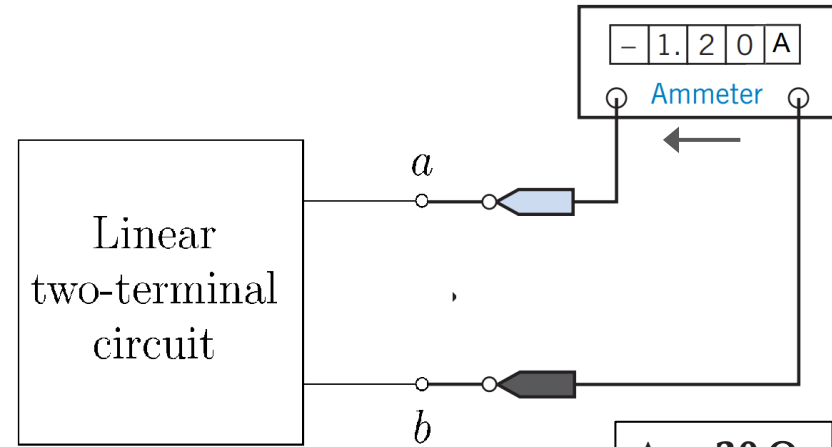 – 1. 2 0 A
Ammeter
a
Linear
two-terminal
circuit
b